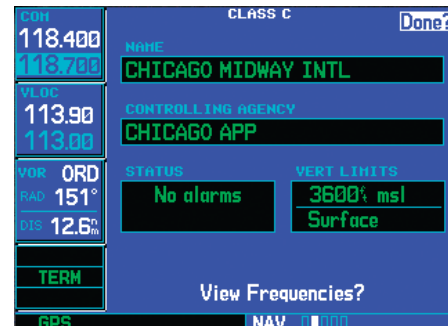 COM
118.400
118.700
VLOC
113.90
113.00
VOR ORD
RAD 151°
DIS 12.6nm
TERM
GPS
CLASS C
Done?
NAME
CHICAGO MIDWAY INTL
CONTROLLING AGENCY
CHICAGO APP
STATUS
No alarms
VERT LIMITS
3600ft msl
Surface
View Frequencies?
NAV